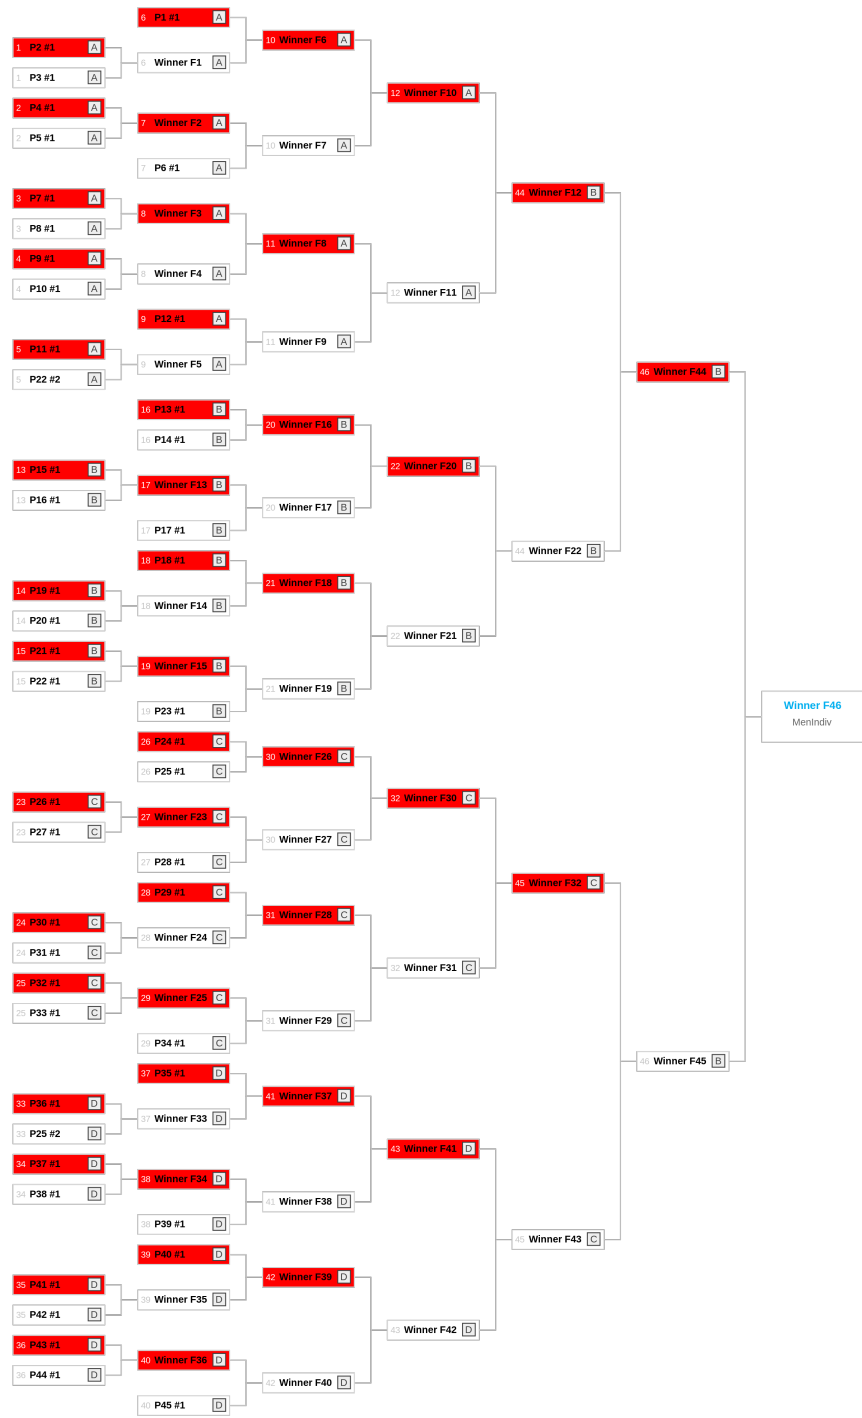 6 P1 #1 A
1 P2 #1 A
1 P3 #1 A
6 Winner F1 A
10 Winner F6 A
2 P4 #1 A
2 P5 #1 A
7 Winner F2 A
7 P6 #1 A
10 Winner F7 A
12 Winner F10 A
3 P7 #1 A
3 P8 #1 A
8 Winner F3 A
4 P9 #1 A
4 P10 #1 A
8 Winner F4 A
11 Winner F8 A
9 P12 #1 A
5 P11 #1 A
5 P22 #2 A
9 Winner F5 A
11 Winner F9 A
12 Winner F11 A
44 Winner F12 B
16 P13 #1 B
16 P14 #1 B
20 Winner F16 B
13 P15 #1 B
13 P16 #1 B
17 Winner F13 B
17 P17 #1 B
20 Winner F17 B
22 Winner F20 B
18 P18 #1 B
14 P19 #1 B
14 P20 #1 B
18 Winner F14 B
21 Winner F18 B
15 P21 #1 B
15 P22 #1 B
19 Winner F15 B
19 P23 #1 B
21 Winner F19 B
22 Winner F21 B
44 Winner F22 B
46 Winner F44 B
26 P24 #1 C
26 P25 #1 C
30 Winner F26 C
23 P26 #1 C
23 P27 #1 C
27 Winner F23 C
27 P28 #1 C
30 Winner F27 C
32 Winner F30 C
28 P29 #1 C
24 P30 #1 C
24 P31 #1 C
28 Winner F24 C
31 Winner F28 C
25 P32 #1 C
25 P33 #1 C
29 Winner F25 C
29 P34 #1 C
31 Winner F29 C
32 Winner F31 C
45 Winner F32 C
37 P35 #1 D
33 P36 #1 D
33 P25 #2 D
37 Winner F33 D
41 Winner F37 D
34 P37 #1 D
34 P38 #1 D
38 Winner F34 D
38 P39 #1 D
41 Winner F38 D
43 Winner F41 D
39 P40 #1 D
35 P41 #1 D
35 P42 #1 D
39 Winner F35 D
42 Winner F39 D
36 P43 #1 D
36 P44 #1 D
40 Winner F36 D
40 P45 #1 D
42 Winner F40 D
43 Winner F42 D
45 Winner F43 C
46 Winner F45 B
Winner F46
MenIndiv